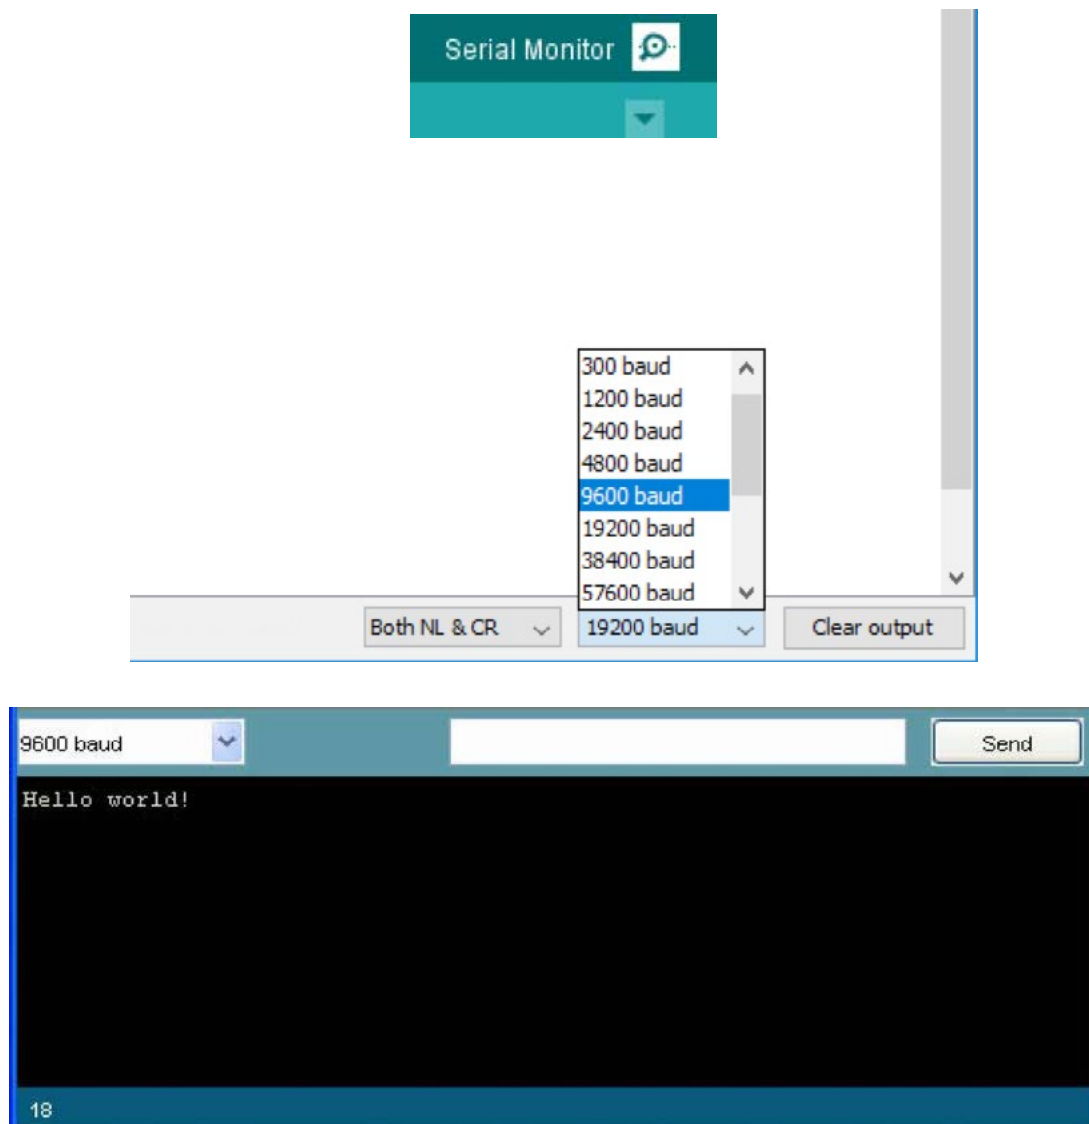 Serial Monitor
300 baud
1200 baud
2400 baud
4800 baud
9600 baud
19200 baud
38400 baud
57600 baud
Both NL & CR 19200 baud Clear output
9600 baud Send
Hello world!
18